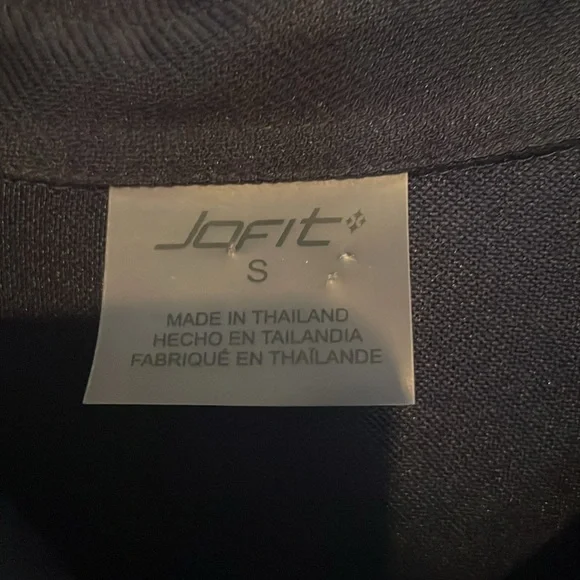 JOFIT
S
MADE IN THAILAND
HECHO EN TAILANDIA
FABRIQUÉ EN THAÏLANDE